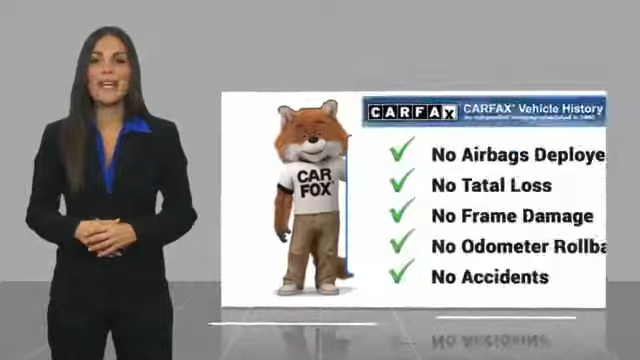 CARFAX CARFAX Vehicle History
CAR
FOX
No Airbags Deploye
No Tatal Loss
No Frame Damage
No Odometer Rollba
No Accidents